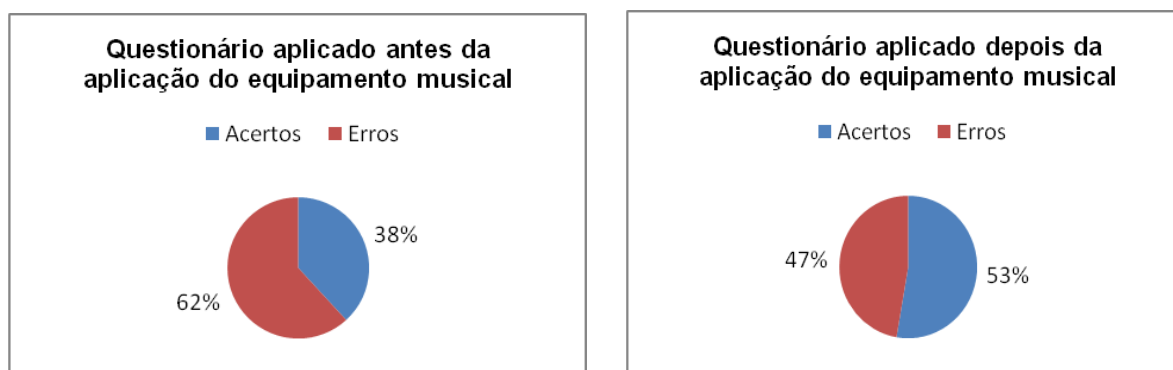 Questionário aplicado antes da
aplicação do equipamento musical
Acertos Erros
38%
62%
Questionário aplicado depois da
aplicação do equipamento musical
Acertos Erros
47%
53%